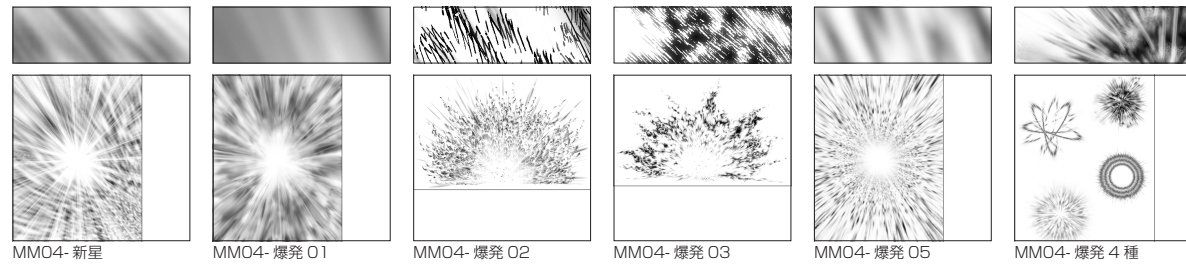 MM04- 新星
MM04- 爆発 01
MM04- 爆発 02
MM04- 爆発 03
MM04- 爆発 05
MM04- 爆発 4 種